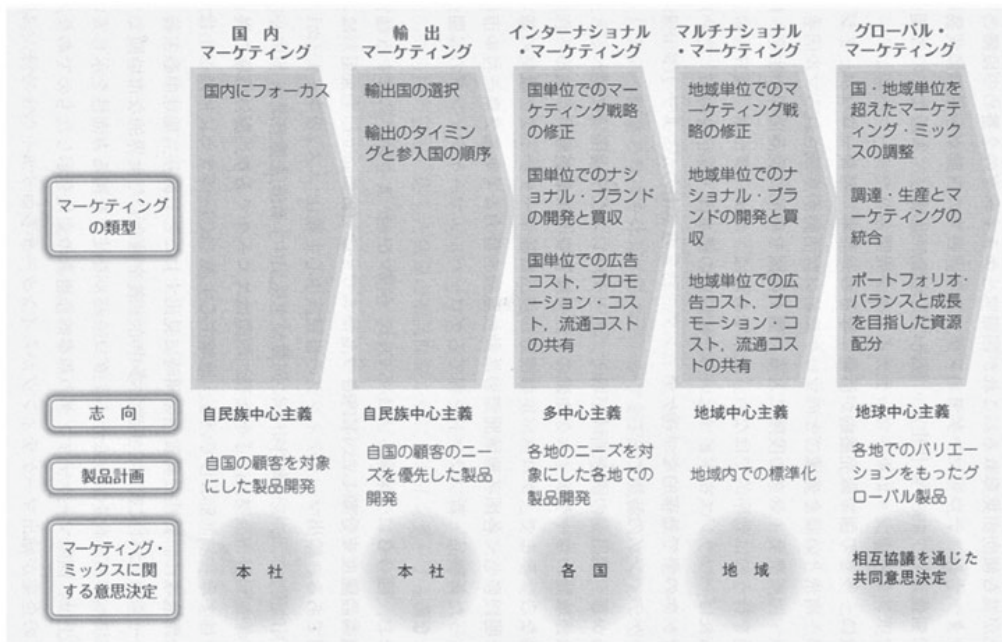 国内
マーケティング
輸出
マーケティング
インターナショナル
・マーケティング
マルチナショナル
・マーケティング
グローバル・
マーケティング
マーケティング
の類型
国内にフォーカス
輸出国の選択
輸出のタイミン
グと参入国の順序
国単位でのマー
ケティング戦略
の修正
国単位でのナシ
ョナル・ブランド
の開発と買収
国単位での広告
コスト，プロモ
ーション・コス
ト，流通コスト
の共有
地域単位でのマ
ーケティング戦
略の修正
地域単位でのナ
ショナル・ブラ
ンドの開発と買
収
地域単位での広
告コスト，プロ
モーション・コ
スト，流通コス
トの共有
国・地域単位を
超えたマーケテ
ィング・ミック
スの調整
調達・生産とマ
ーケティングの
統合
ポートフォリオ・
バランスと成長
を目指した資源
配分
志向
自民族中心主義
自民族中心主義
多中心主義
地域中心主義
地球中心主義
製品計画
自国の顧客を対象
にした製品開発
自国の顧客のニー
ズを優先した製品
開発
各地のニーズを対
象にした各地での
製品開発
地域内での標準化
各地でのバリエー
ションをもったグ
ローバル製品
マーケティング・
ミックスに関
する意思決定
本社
本社
各国
地域
相互協議を通じた
共同意思決定